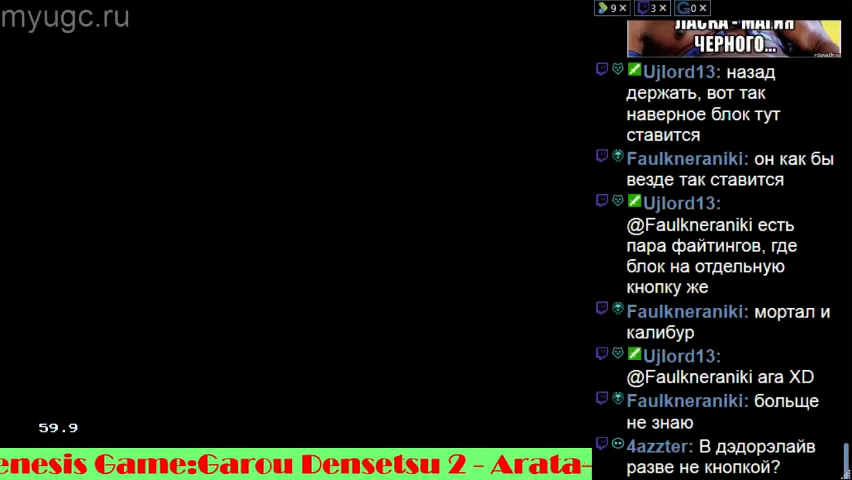 myugc.ru
9 × 3 × 0 ×
ЛАСКА - МАГИЯ
ЧЕРНОГО...
Ujlord13: назад
держать, вот так
наверное блок тут
ставится
Faulkneraniki: он как бы
везде так ставится
Ujlord13:
@Faulkneraniki есть
пара файтингов, где
блок на отдельную
кнопку же
Faulkneraniki: мортал и
калибур
Ujlord13:
@Faulkneraniki ага XD
Faulkneraniki: больще
не знаю
4azzter: В дэдорэлайв
разве не кнопкой?
59.9
enesis Game:Garou Densetsu 2 - Arata-